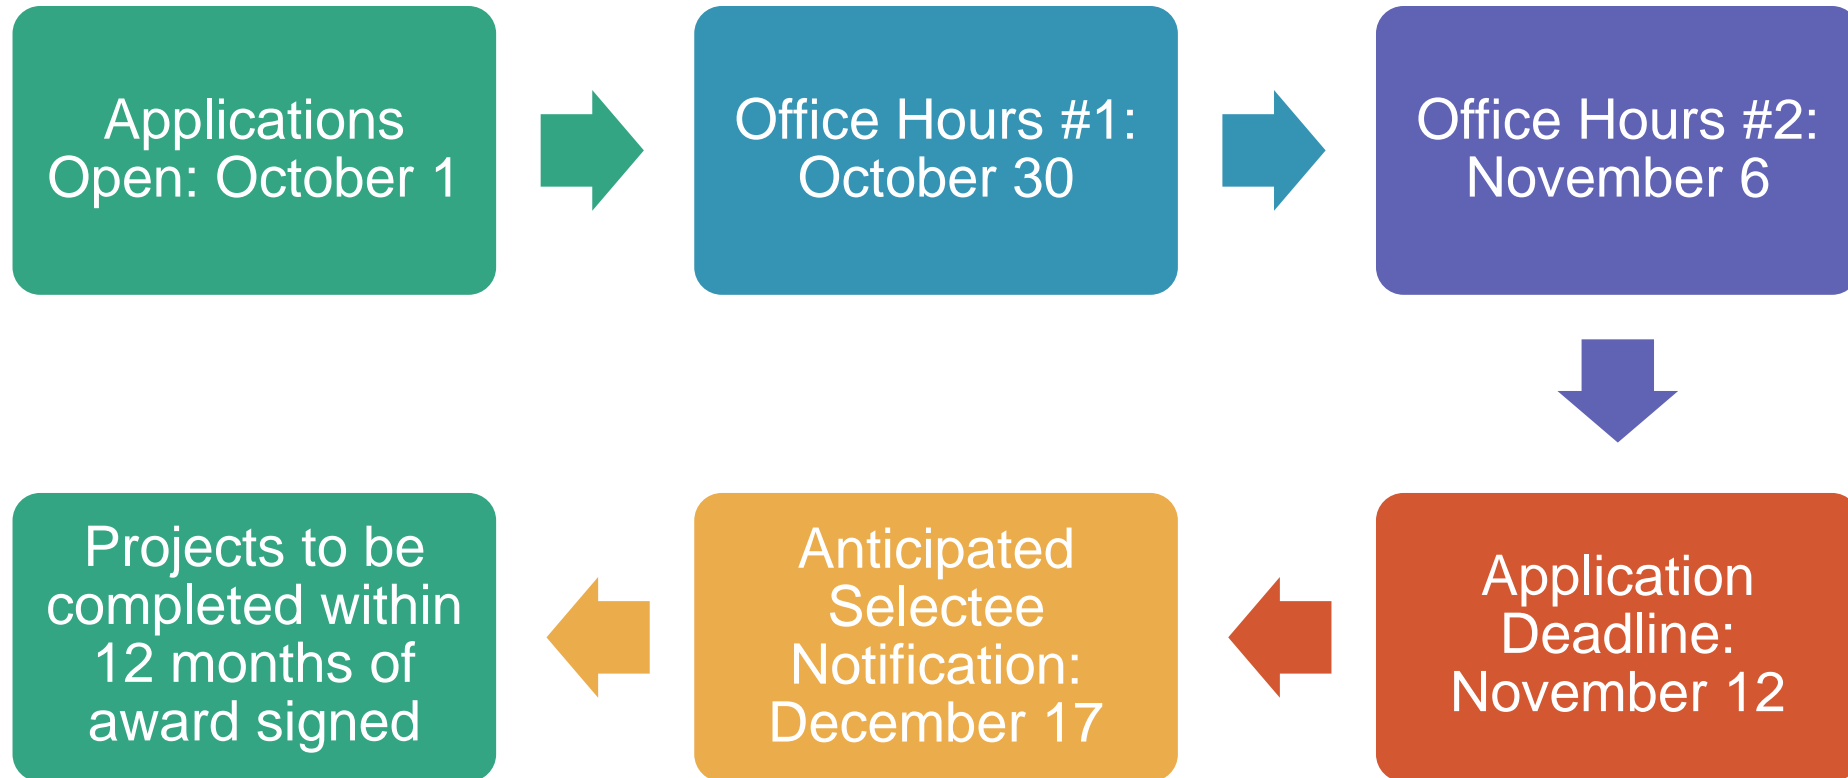 Applications
Open: October 1
Office Hours #1:
October 30
Office Hours #2:
November 6
Application
Deadline:
November 12
Anticipated
Selectee
Notification:
December 17
Projects to be
completed within
12 months of
award signed